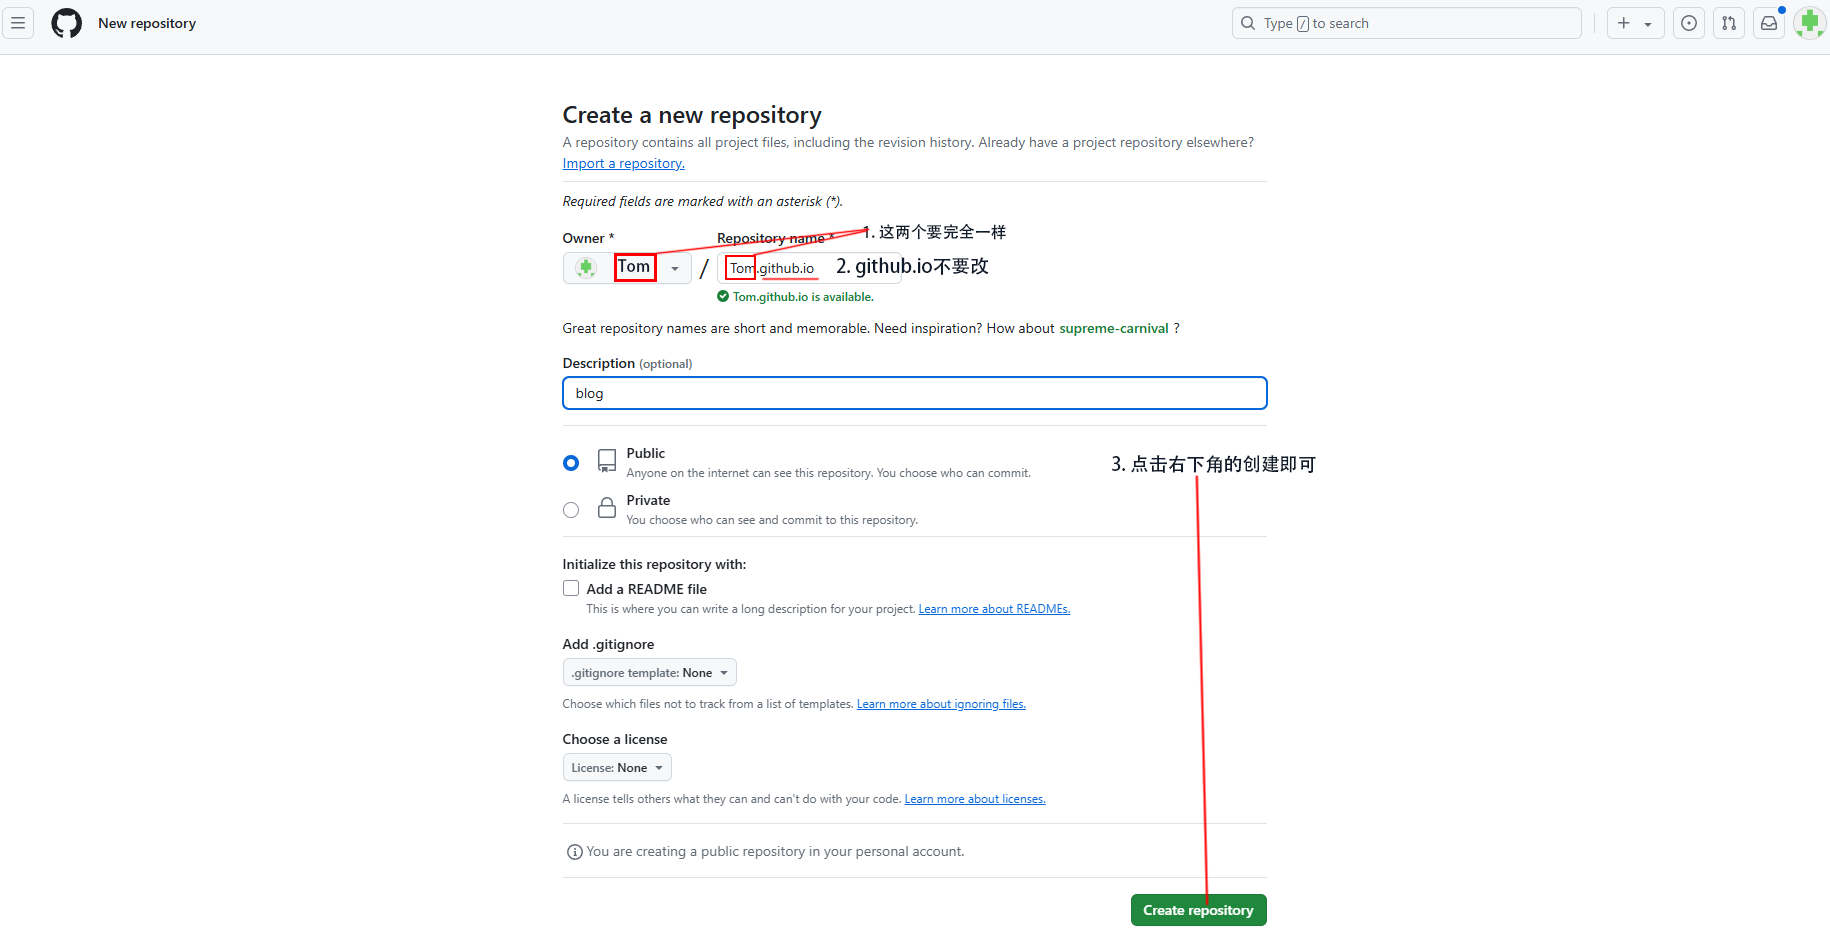 New repository
Type / to search
Create a new repository
A repository contains all project files, including the revision history. Already have a project repository elsewhere?
Import a repository.
Required fields are marked with an asterisk (*).
Owner *
Repository name *
1. 这两个要完全一样
Tom
/
Tom.github.io
2. github.io不要改
Tom.github.io is available.
Great repository names are short and memorable. Need inspiration? How about supreme-carnival ?
Description (optional)
blog
Public
Anyone on the internet can see this repository. You choose who can commit.
3. 点击右下角的创建即可
Private
You choose who can see and commit to this repository.
Initialize this repository with:
Add a README file
This is where you can write a long description for your project. Learn more about READMEs.
Add .gitignore
.gitignore template: None
Choose which files not to track from a list of templates. Learn more about ignoring files.
Choose a license
License: None
A license tells others what they can and can't do with your code. Learn more about licenses.
You are creating a public repository in your personal account.
Create repository